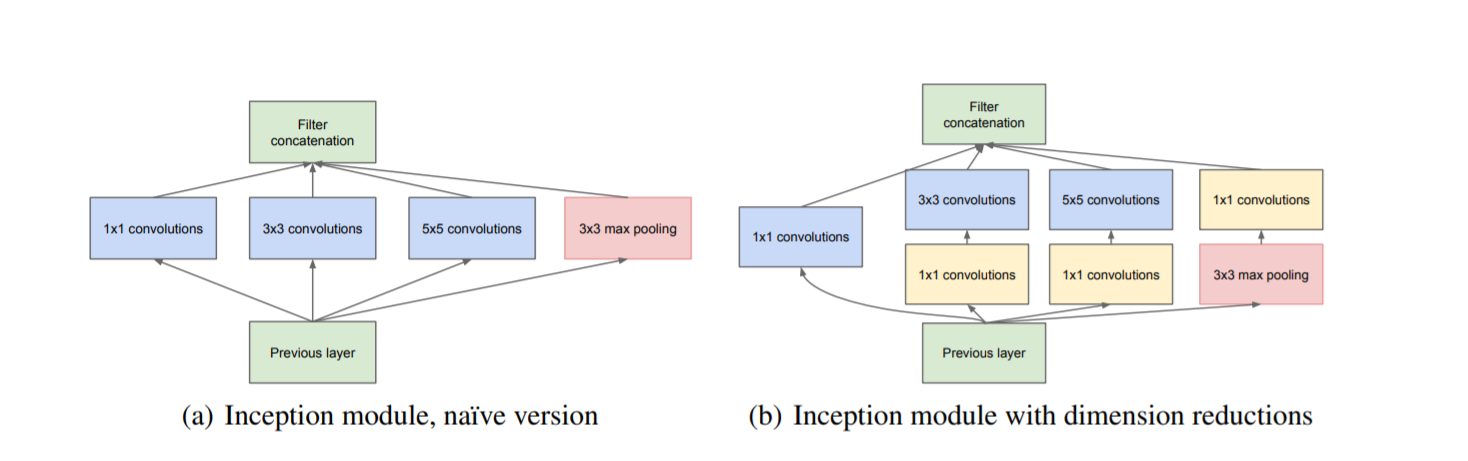 Filter
concatenation
1x1 convolutions
3x3 convolutions
5x5 convolutions
3x3 max pooling
Previous layer
(a) Inception module, naïve version
Filter
concatenation
1x1 convolutions
3x3 convolutions
5x5 convolutions
1x1 convolutions
1x1 convolutions
1x1 convolutions
3x3 max pooling
Previous layer
(b) Inception module with dimension reductions